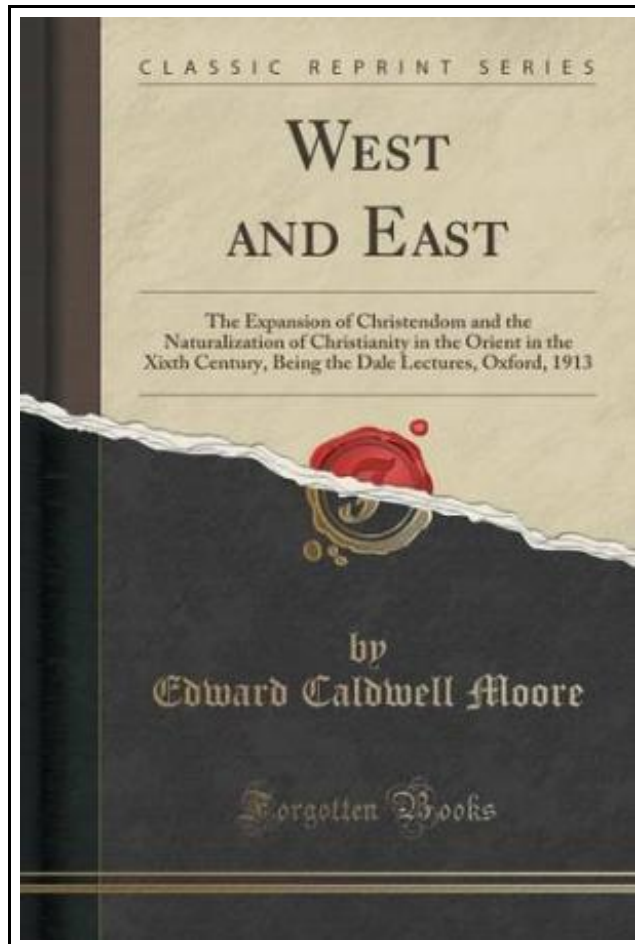 CLASSIC REPRINT SERIES
WEST
AND EAST
The Expansion of Christendom and the
Naturalization of Christianity in the Orient in the
Xixth Century, Being the Dale Lectures, Oxford, 1913
by
Edward Caldwell Moore
Forgotten Books